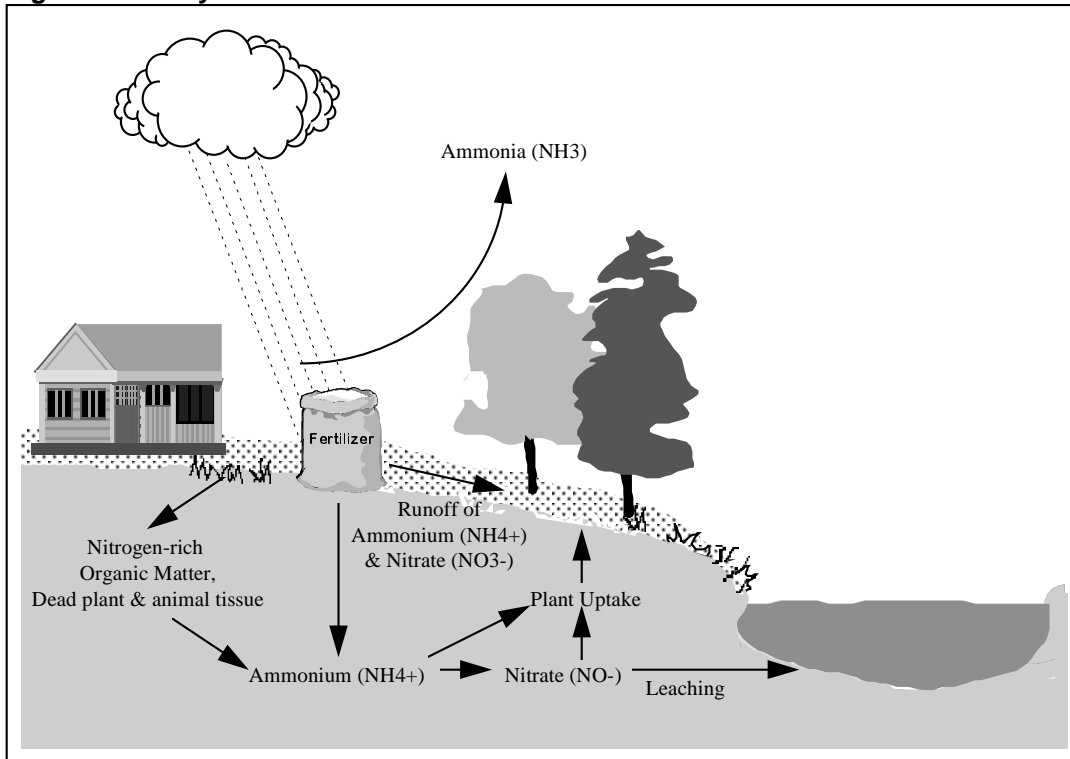 Ammonia (NH3)
Fertilizer
Runoff of
Ammonium (NH4+)
& Nitrate (NO3-)
Nitrogen-rich
Organic Matter,
Dead plant & animal tissue
Plant Uptake
Ammonium (NH4+)
Nitrate (NO-)
Leaching